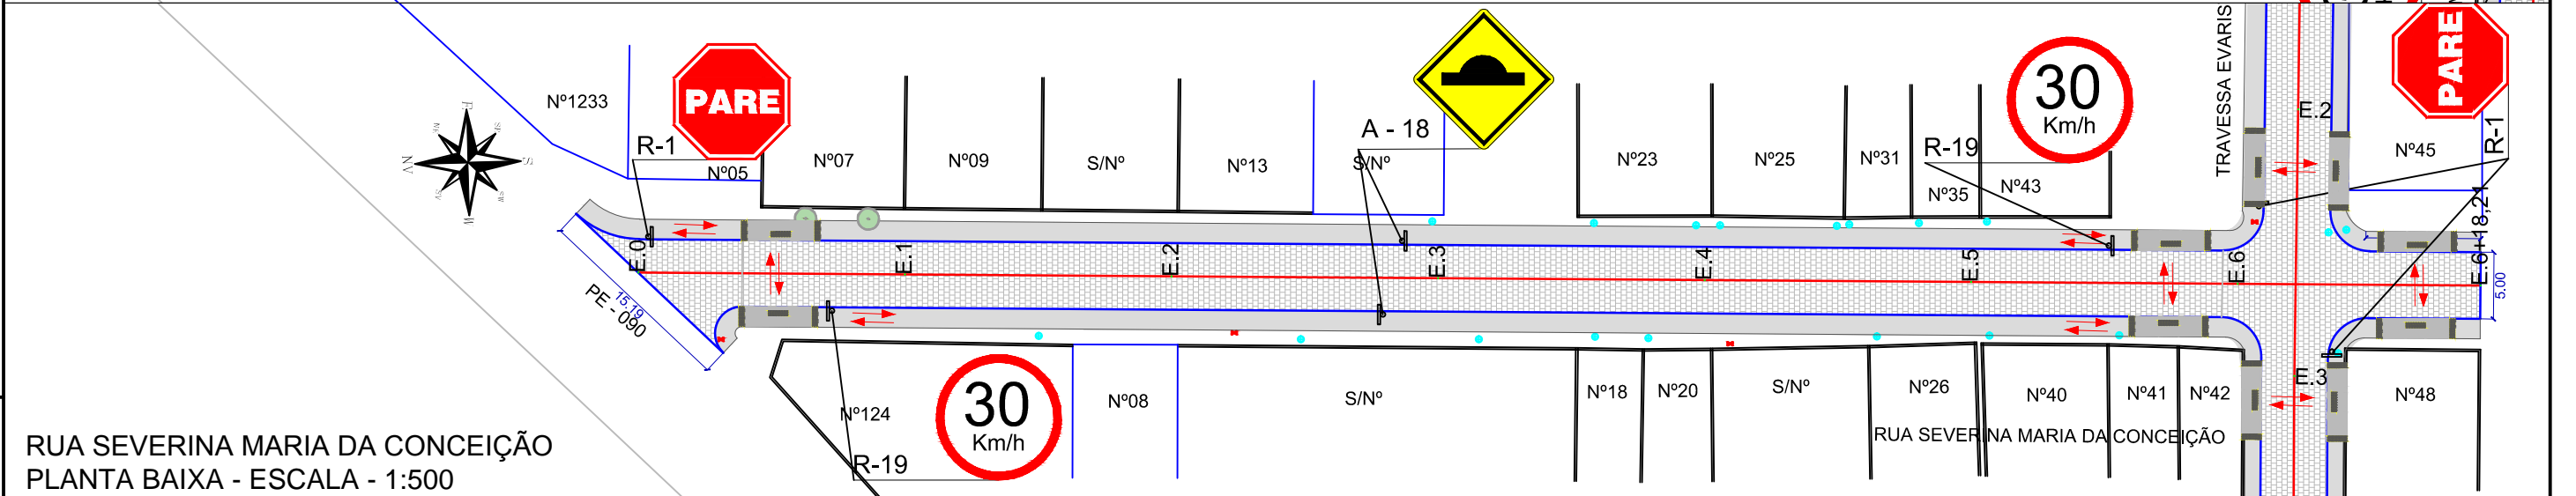 Nº1233
PARE
R-1
Nº05
Nº07
Nº09
S/Nº
Nº13
A - 18
S/Nº
Nº23
Nº25
Nº31
R-19
Nº35
Nº43
30
Km/h
TRAVESSA EVARIS
E.2
PARE
Nº45
R-1
E.0
E.1
E.2
E.3
E.4
E.5
E.6
E.6+18,21
5.00
15.19
PE - 090
E.3
Nº124
R-19
30
Km/h
Nº08
S/Nº
Nº18
Nº20
S/Nº
Nº26
Nº40
Nº41
Nº42
Nº48
RUA SEVERINA MARIA DA CONCEIÇÃO
RUA SEVERINA MARIA DA CONCEIÇÃO
PLANTA BAIXA - ESCALA - 1:500